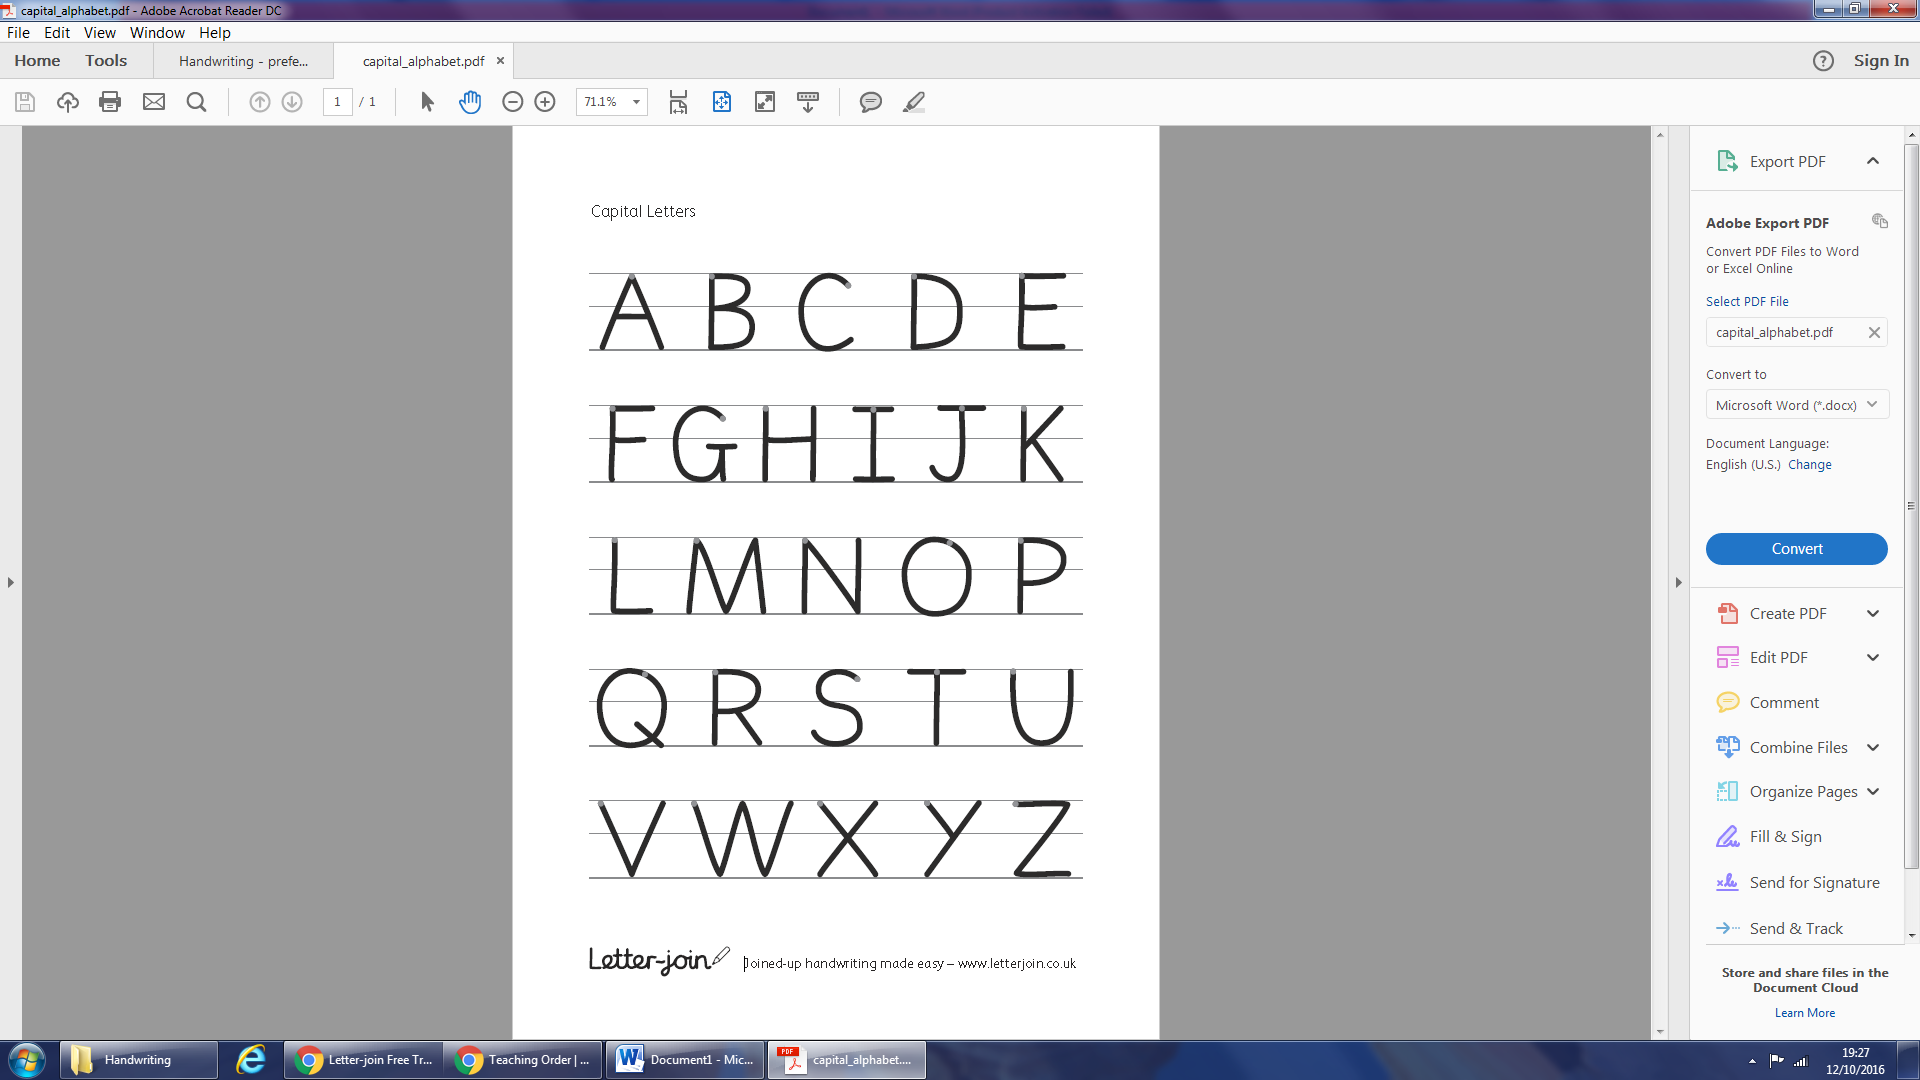 capital_alphabet.pdf - Adobe Acrobat Reader DC
File Edit View Window Help
Home Tools Handwriting - prefe... capital_alphabet.pdf × Sign In
1 / 1 71.1%
Capital Letters
A B C D E
F G H I J K
L M N O P
Q R S T U
V W X Y Z
Letter-join Joined-up handwriting made easy – www.letterjoin.co.uk
Export PDF
Adobe Export PDF
Convert PDF Files to Word
or Excel Online
Select PDF File
capital_alphabet.pdf
Convert to
Microsoft Word (*.docx)
Document Language:
English (U.S.) Change
Convert
Create PDF
Edit PDF
Comment
Combine Files
Organize Pages
Fill & Sign
Send for Signature
Send & Track
Store and share files in the
Document Cloud
Learn More
Handwriting Letter-join Free Tr... Teaching Order | ... Document1 - Mic... capital_alphabet....
19:27
12/10/2016